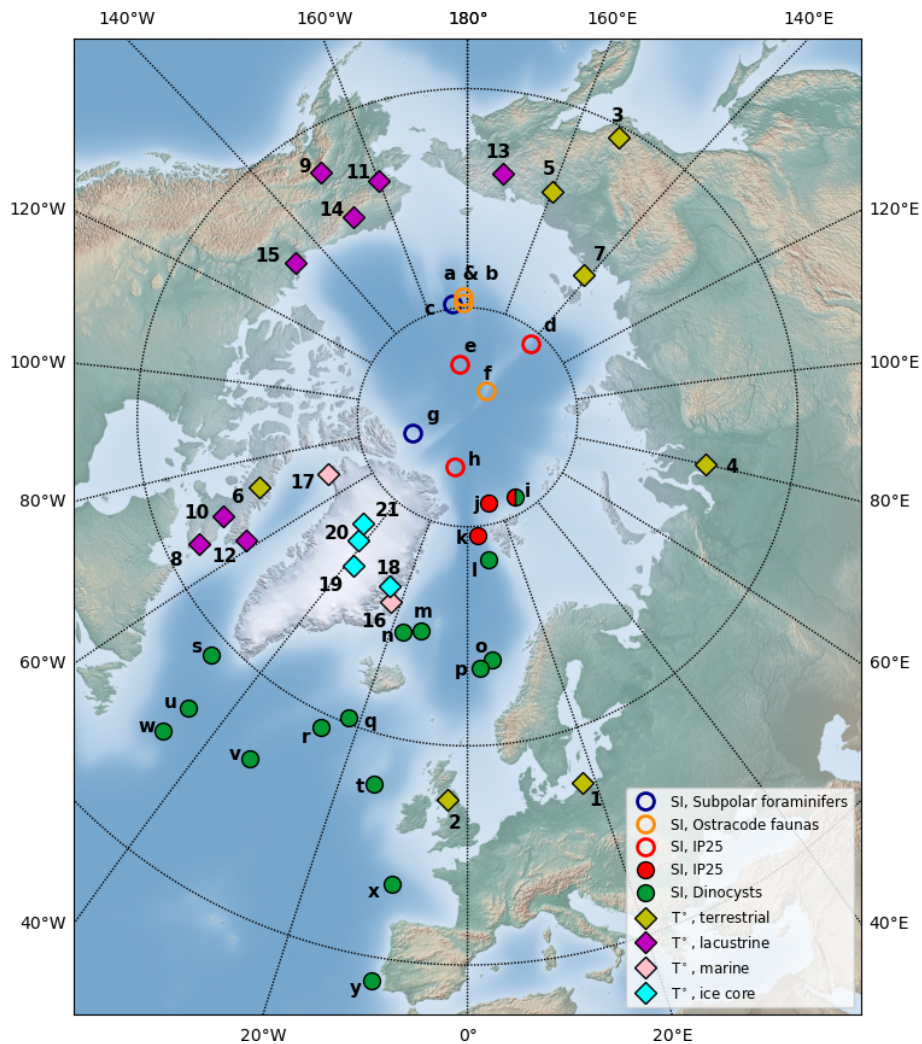 140°W 160°W 180° 160°E 140°E
3
13
9 11 5
120°W 14 120°E
15 7
a & b
c d
e
100°W f 100°E
g
h 4
17
6 i
80°W 10 21 j 80°E
20 k
8 12 18 l
19
16 m
n
s o
60°W p 60°E
u
w q
r
v
t 1
2
SI, Subpolar foraminifers
SI, Ostracode faunas
SI, IP25
SI, IP25
x
SI, Dinocysts
40°W T°, terrestrial 40°E
T°, lacustrine
T°, marine
y T°, ice core
20°W 0° 20°E